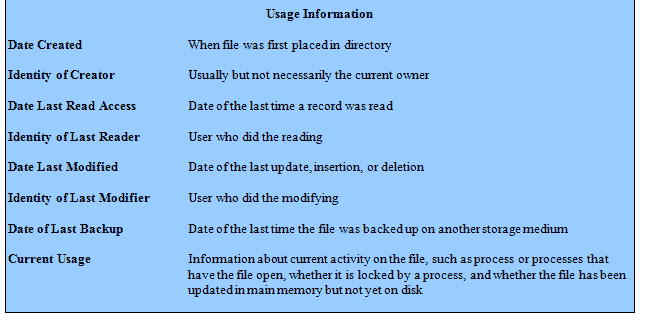 Usage Information
Date Created When file was first placed in directory
Identity of Creator Usually but not necessarily the current owner
Date Last Read Access Date of the last time a record was read
Identity of Last Reader User who did the reading
Date Last Modified Date of the last update, insertion, or deletion
Identity of Last Modifier User who did the modifying
Date of Last Backup Date of the last time the file was backed up on another storage medium
Current Usage Information about current activity on the file, such as process or processes that
have the file open, whether it is locked by a process, and whether the file has been
updated in main memory but not yet on disk